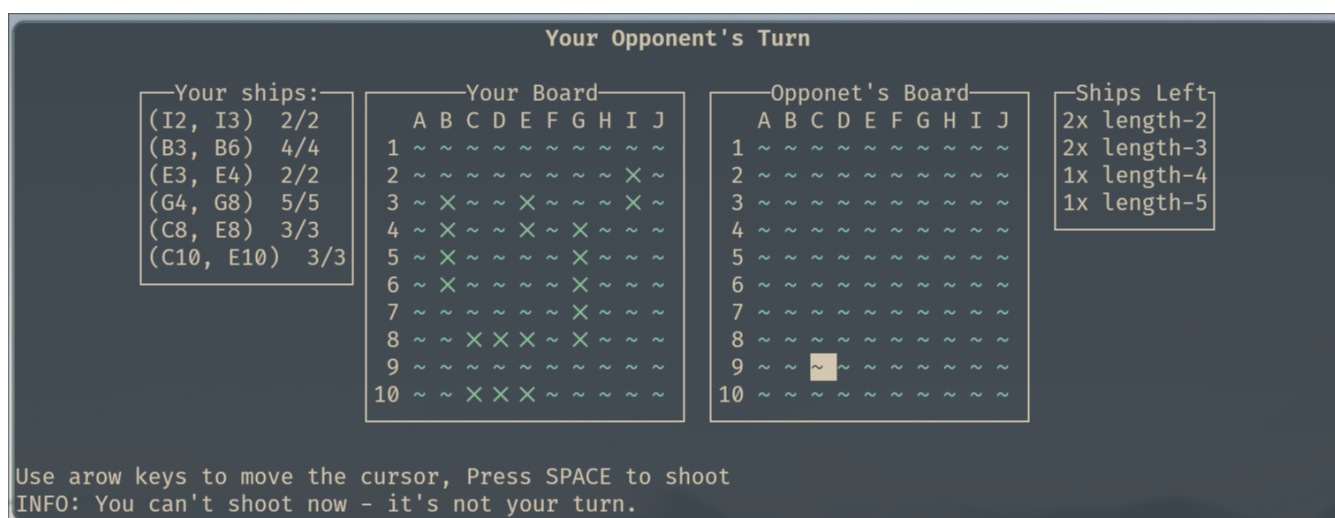 Your Opponent's Turn
Your ships: Your Board Opponet's Board Ships Left
(I2, I3) 2/2 A B C D E F G H I J A B C D E F G H I J 2x length-2
(B3, B6) 4/4 1 ~ ~ ~ ~ ~ ~ ~ ~ ~ ~ 1 ~ ~ ~ ~ ~ ~ ~ ~ ~ ~ 2x length-3
(E3, E4) 2/2 2 ~ ~ ~ ~ ~ ~ ~ ~ × ~ 2 ~ ~ ~ ~ ~ ~ ~ ~ ~ ~ 1x length-4
(G4, G8) 5/5 3 ~ × ~ ~ × ~ ~ ~ × ~ 3 ~ ~ ~ ~ ~ ~ ~ ~ ~ ~ 1x length-5
(C8, E8) 3/3 4 ~ × ~ ~ × ~ × ~ ~ ~ 4 ~ ~ ~ ~ ~ ~ ~ ~ ~ ~
(C10, E10) 3/3 5 ~ × ~ ~ ~ ~ × ~ ~ ~ 5 ~ ~ ~ ~ ~ ~ ~ ~ ~ ~
6 ~ × ~ ~ ~ ~ × ~ ~ ~ 6 ~ ~ ~ ~ ~ ~ ~ ~ ~ ~
7 ~ ~ ~ ~ ~ ~ × ~ ~ ~ 7 ~ ~ ~ ~ ~ ~ ~ ~ ~ ~
8 ~ ~ × × × ~ × ~ ~ ~ 8 ~ ~ ~ ~ ~ ~ ~ ~ ~ ~
9 ~ ~ ~ ~ ~ ~ ~ ~ ~ ~ 9 ~ ~ ~ ~ ~ ~ ~ ~ ~ ~
10 ~ ~ × × × ~ ~ ~ ~ ~ 10 ~ ~ ~ ~ ~ ~ ~ ~ ~ ~
Use arow keys to move the cursor, Press SPACE to shoot
INFO: You can't shoot now - it's not your turn.